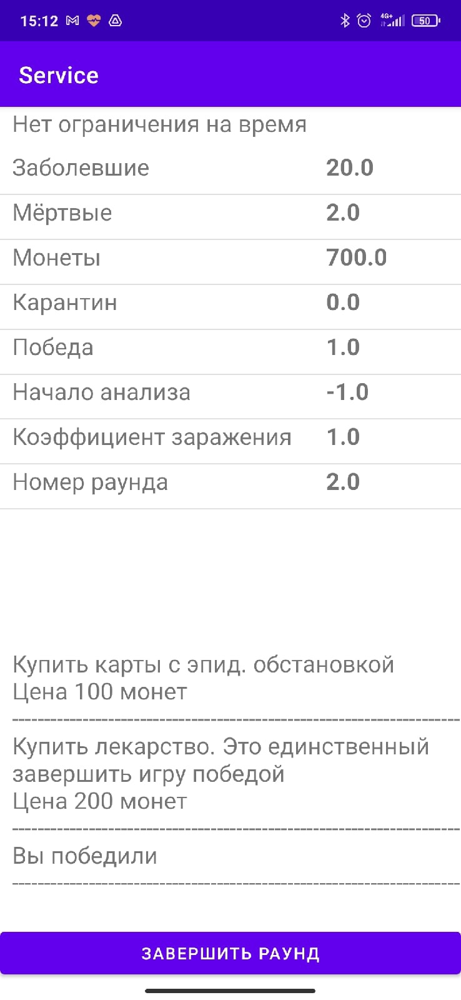 15:12 4G+ 50
Service
Нет ограничения на время
Заболевшие 20.0
Мёртвые 2.0
Монеты 700.0
Карантин 0.0
Победа 1.0
Начало анализа -1.0
Коэффициент заражения 1.0
Номер раунда 2.0
Купить карты с эпид. обстановкой
Цена 100 монет
Купить лекарство. Это единственный
завершить игру победой
Цена 200 монет
Вы победили
ЗАВЕРШИТЬ РАУНД